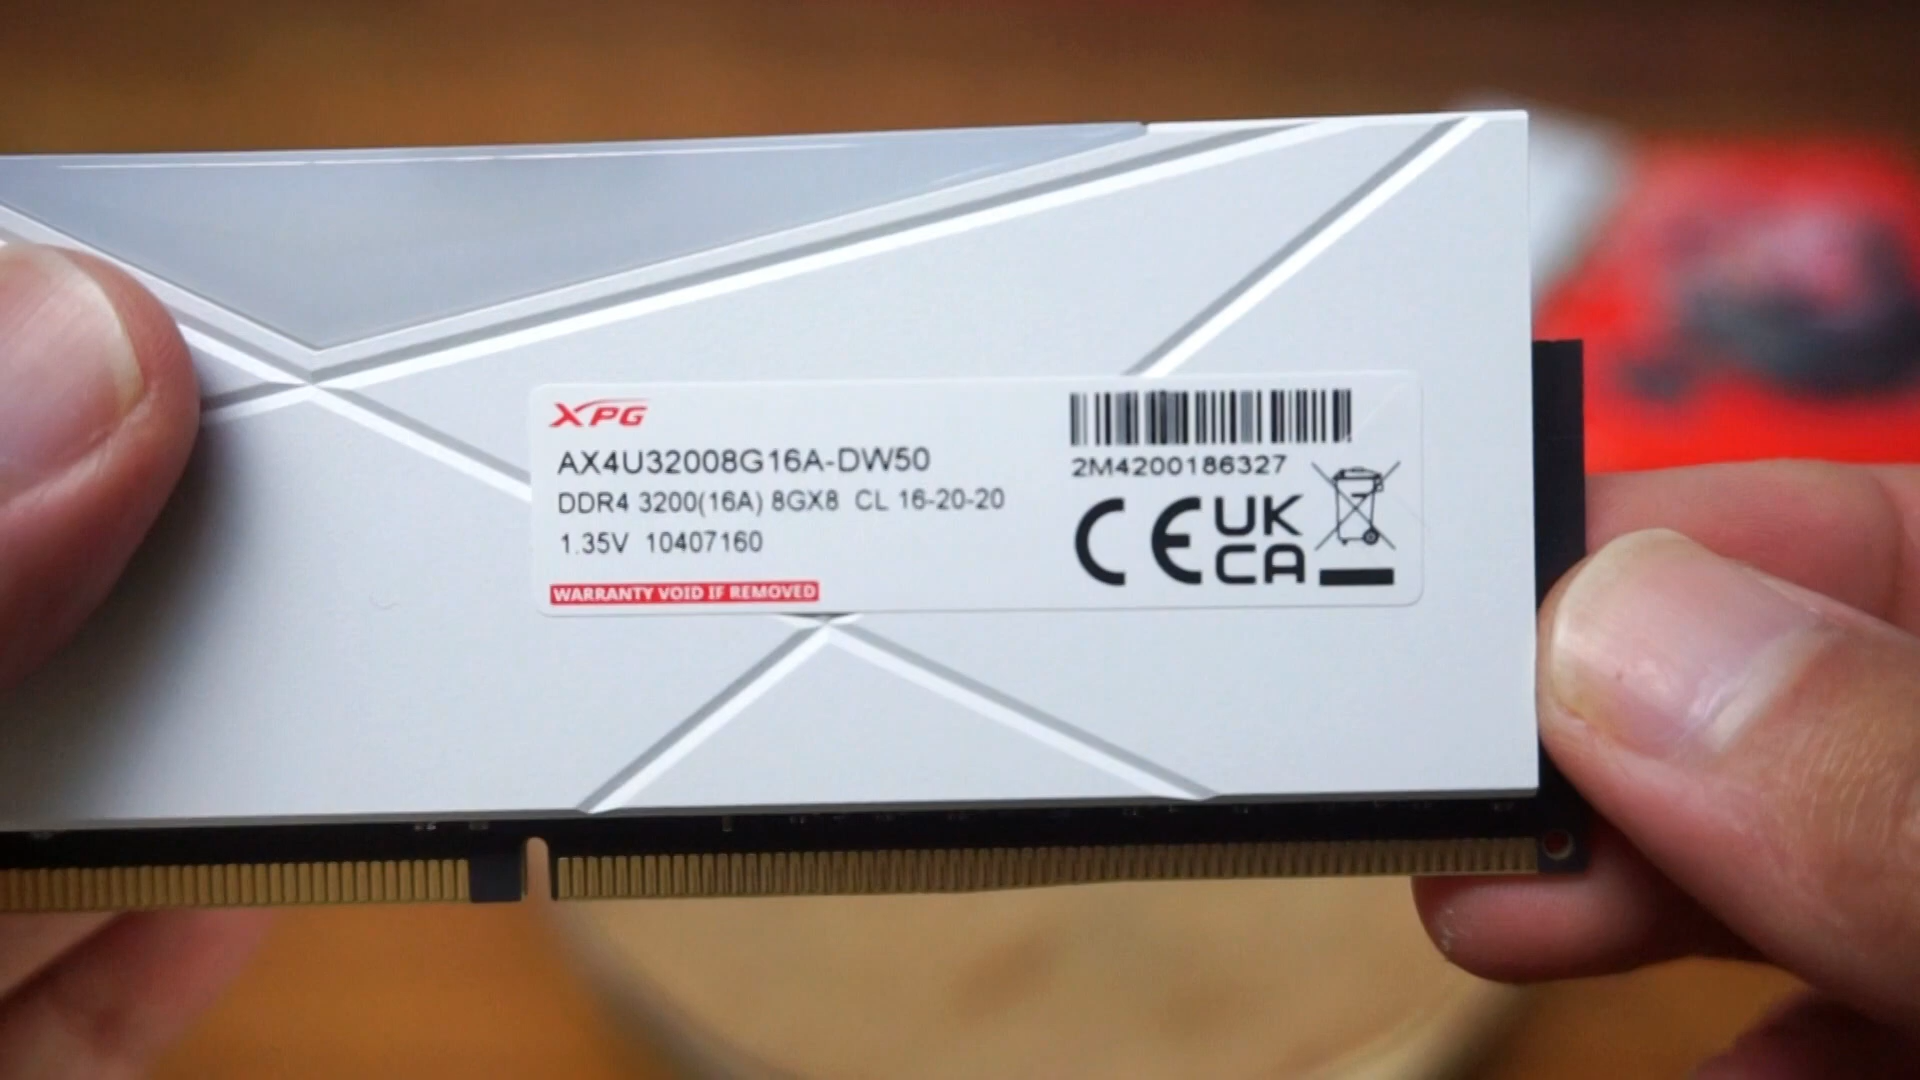 XPG
AX4U32008G16A-DW50
DDR4 3200(16A) 8GX8 CL 16-20-20
1.35V 10407160
WARRANTY VOID IF REMOVED
2M4200186327
CE
UK
CA